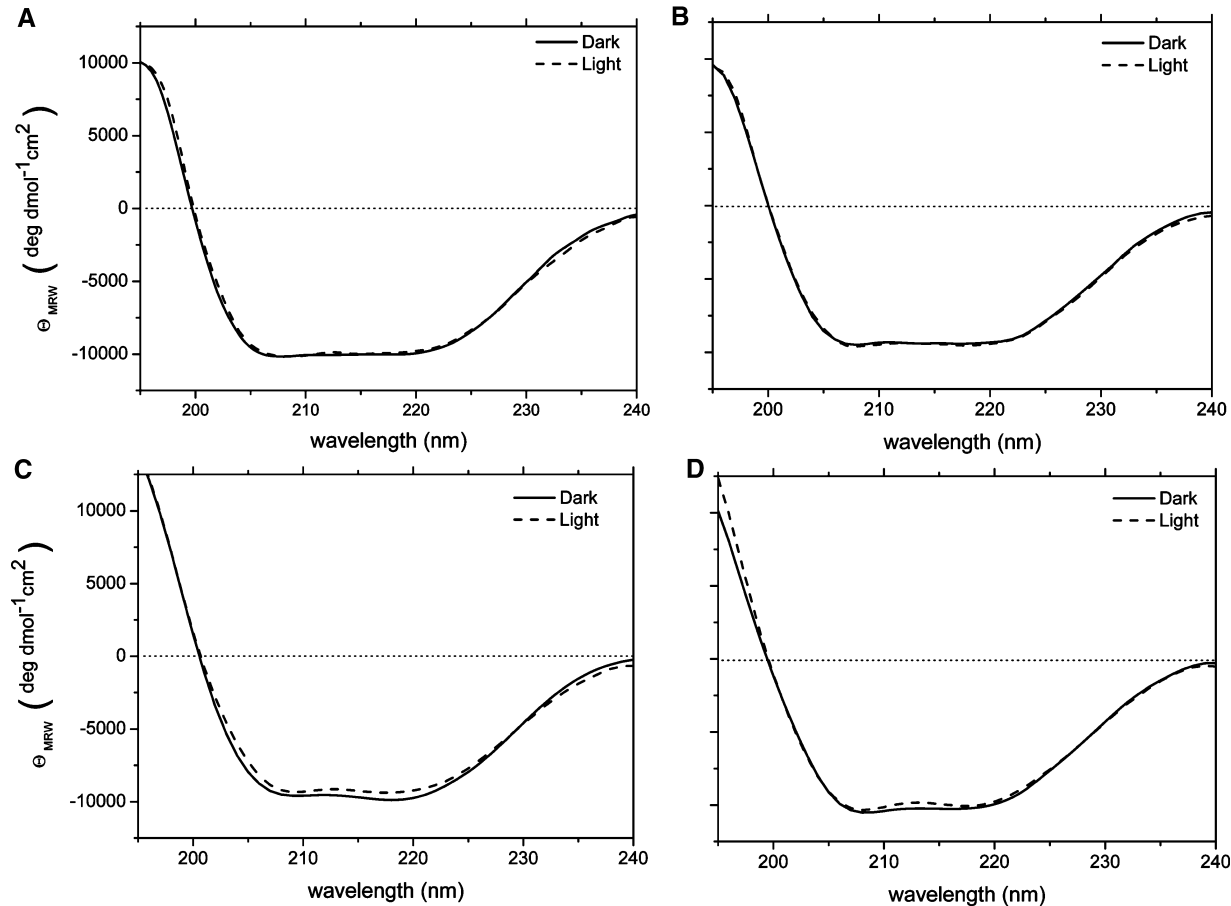 A
Dark
Light
10000
5000
0
-5000
-10000
Θ MRW ( deg dmol-1cm2 )
200 210 220 230 240
wavelength (nm)
B
Dark
Light
200 210 220 230 240
wavelength (nm)
C
Dark
Light
10000
5000
0
-5000
-10000
Θ MRW ( deg dmol-1cm2 )
200 210 220 230 240
wavelength (nm)
D
Dark
Light
200 210 220 230 240
wavelength (nm)